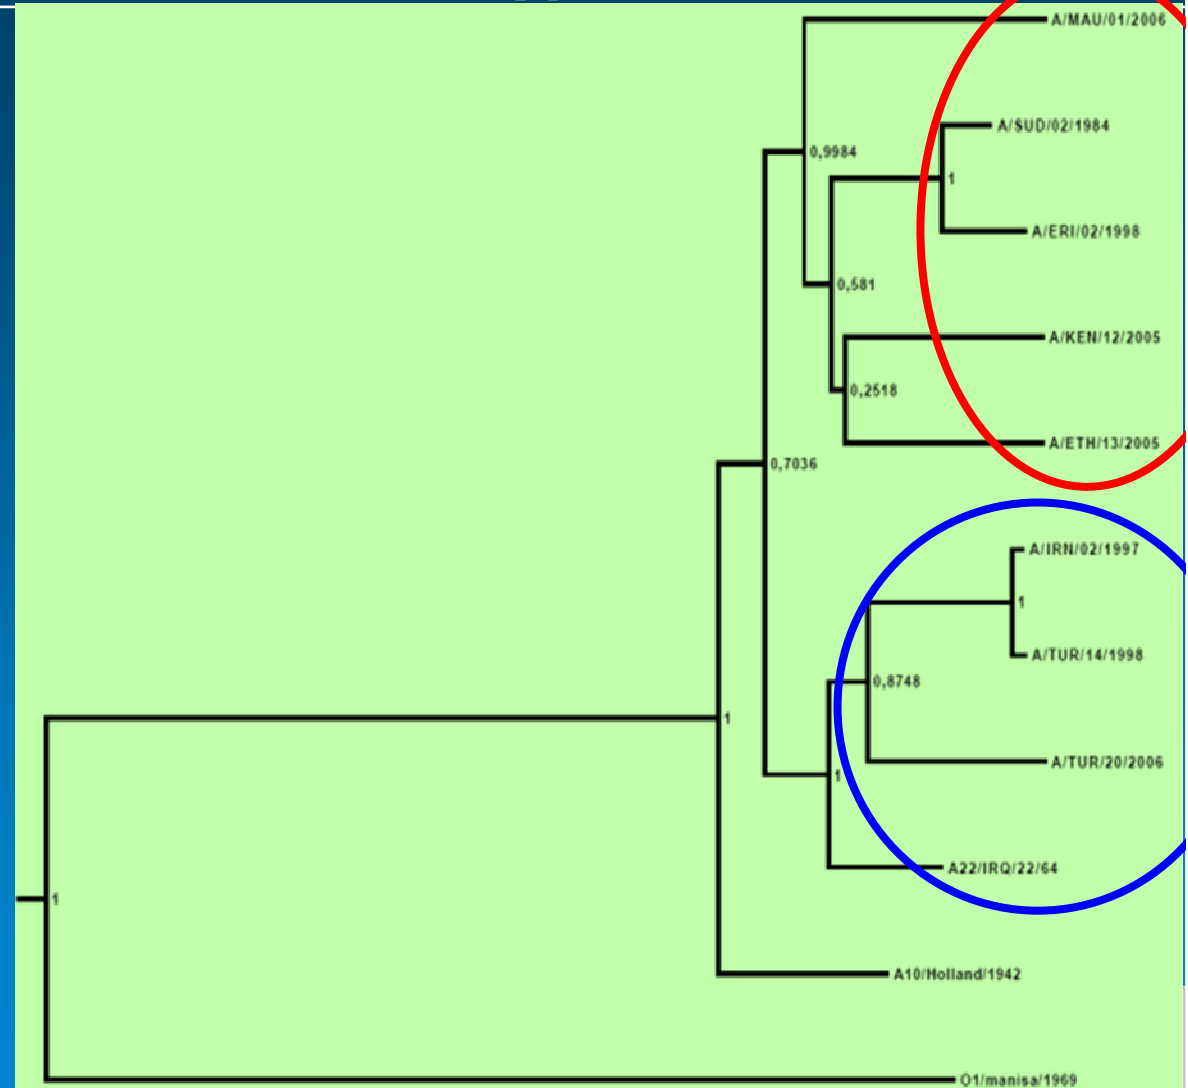 A/MAU/01/2006
A/SUD/02/1984
0,9984
1
A/ERI/02/1998
0,581
A/KEN/12/2005
0,2518
A/ETH/13/2005
0,7036
A/IRN/02/1997
1
A/TUR/14/1998
0,8748
1
A/TUR/20/2006
1
A22/IRQ/22/64
1
A10/Holland/1942
O1/manisa/1969